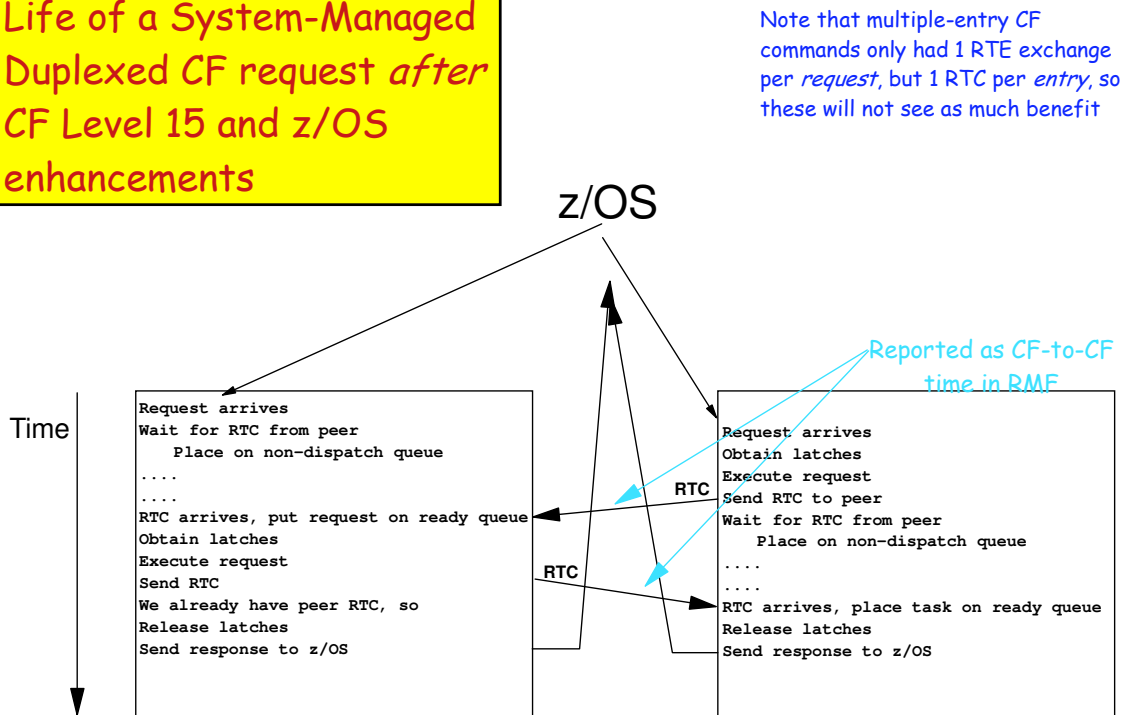 Life of a System-Managed
Duplexed CF request after
CF Level 15 and z/OS
enhancements
Note that multiple-entry CF
commands only had 1 RTE exchange
per request, but 1 RTC per entry, so
these will not see as much benefit
z/OS
Reported as CF-to-CF
time in RMF
Time
Request arrives
Wait for RTC from peer
Place on non-dispatch queue
....
....
RTC arrives, put request on ready queue
Obtain latches
Execute request
Send RTC
We already have peer RTC, so
Release latches
Send response to z/OS
RTC
RTC
Request arrives
Obtain latches
Execute request
Send RTC to peer
Wait for RTC from peer
Place on non-dispatch queue
....
....
RTC arrives, place task on ready queue
Release latches
Send response to z/OS